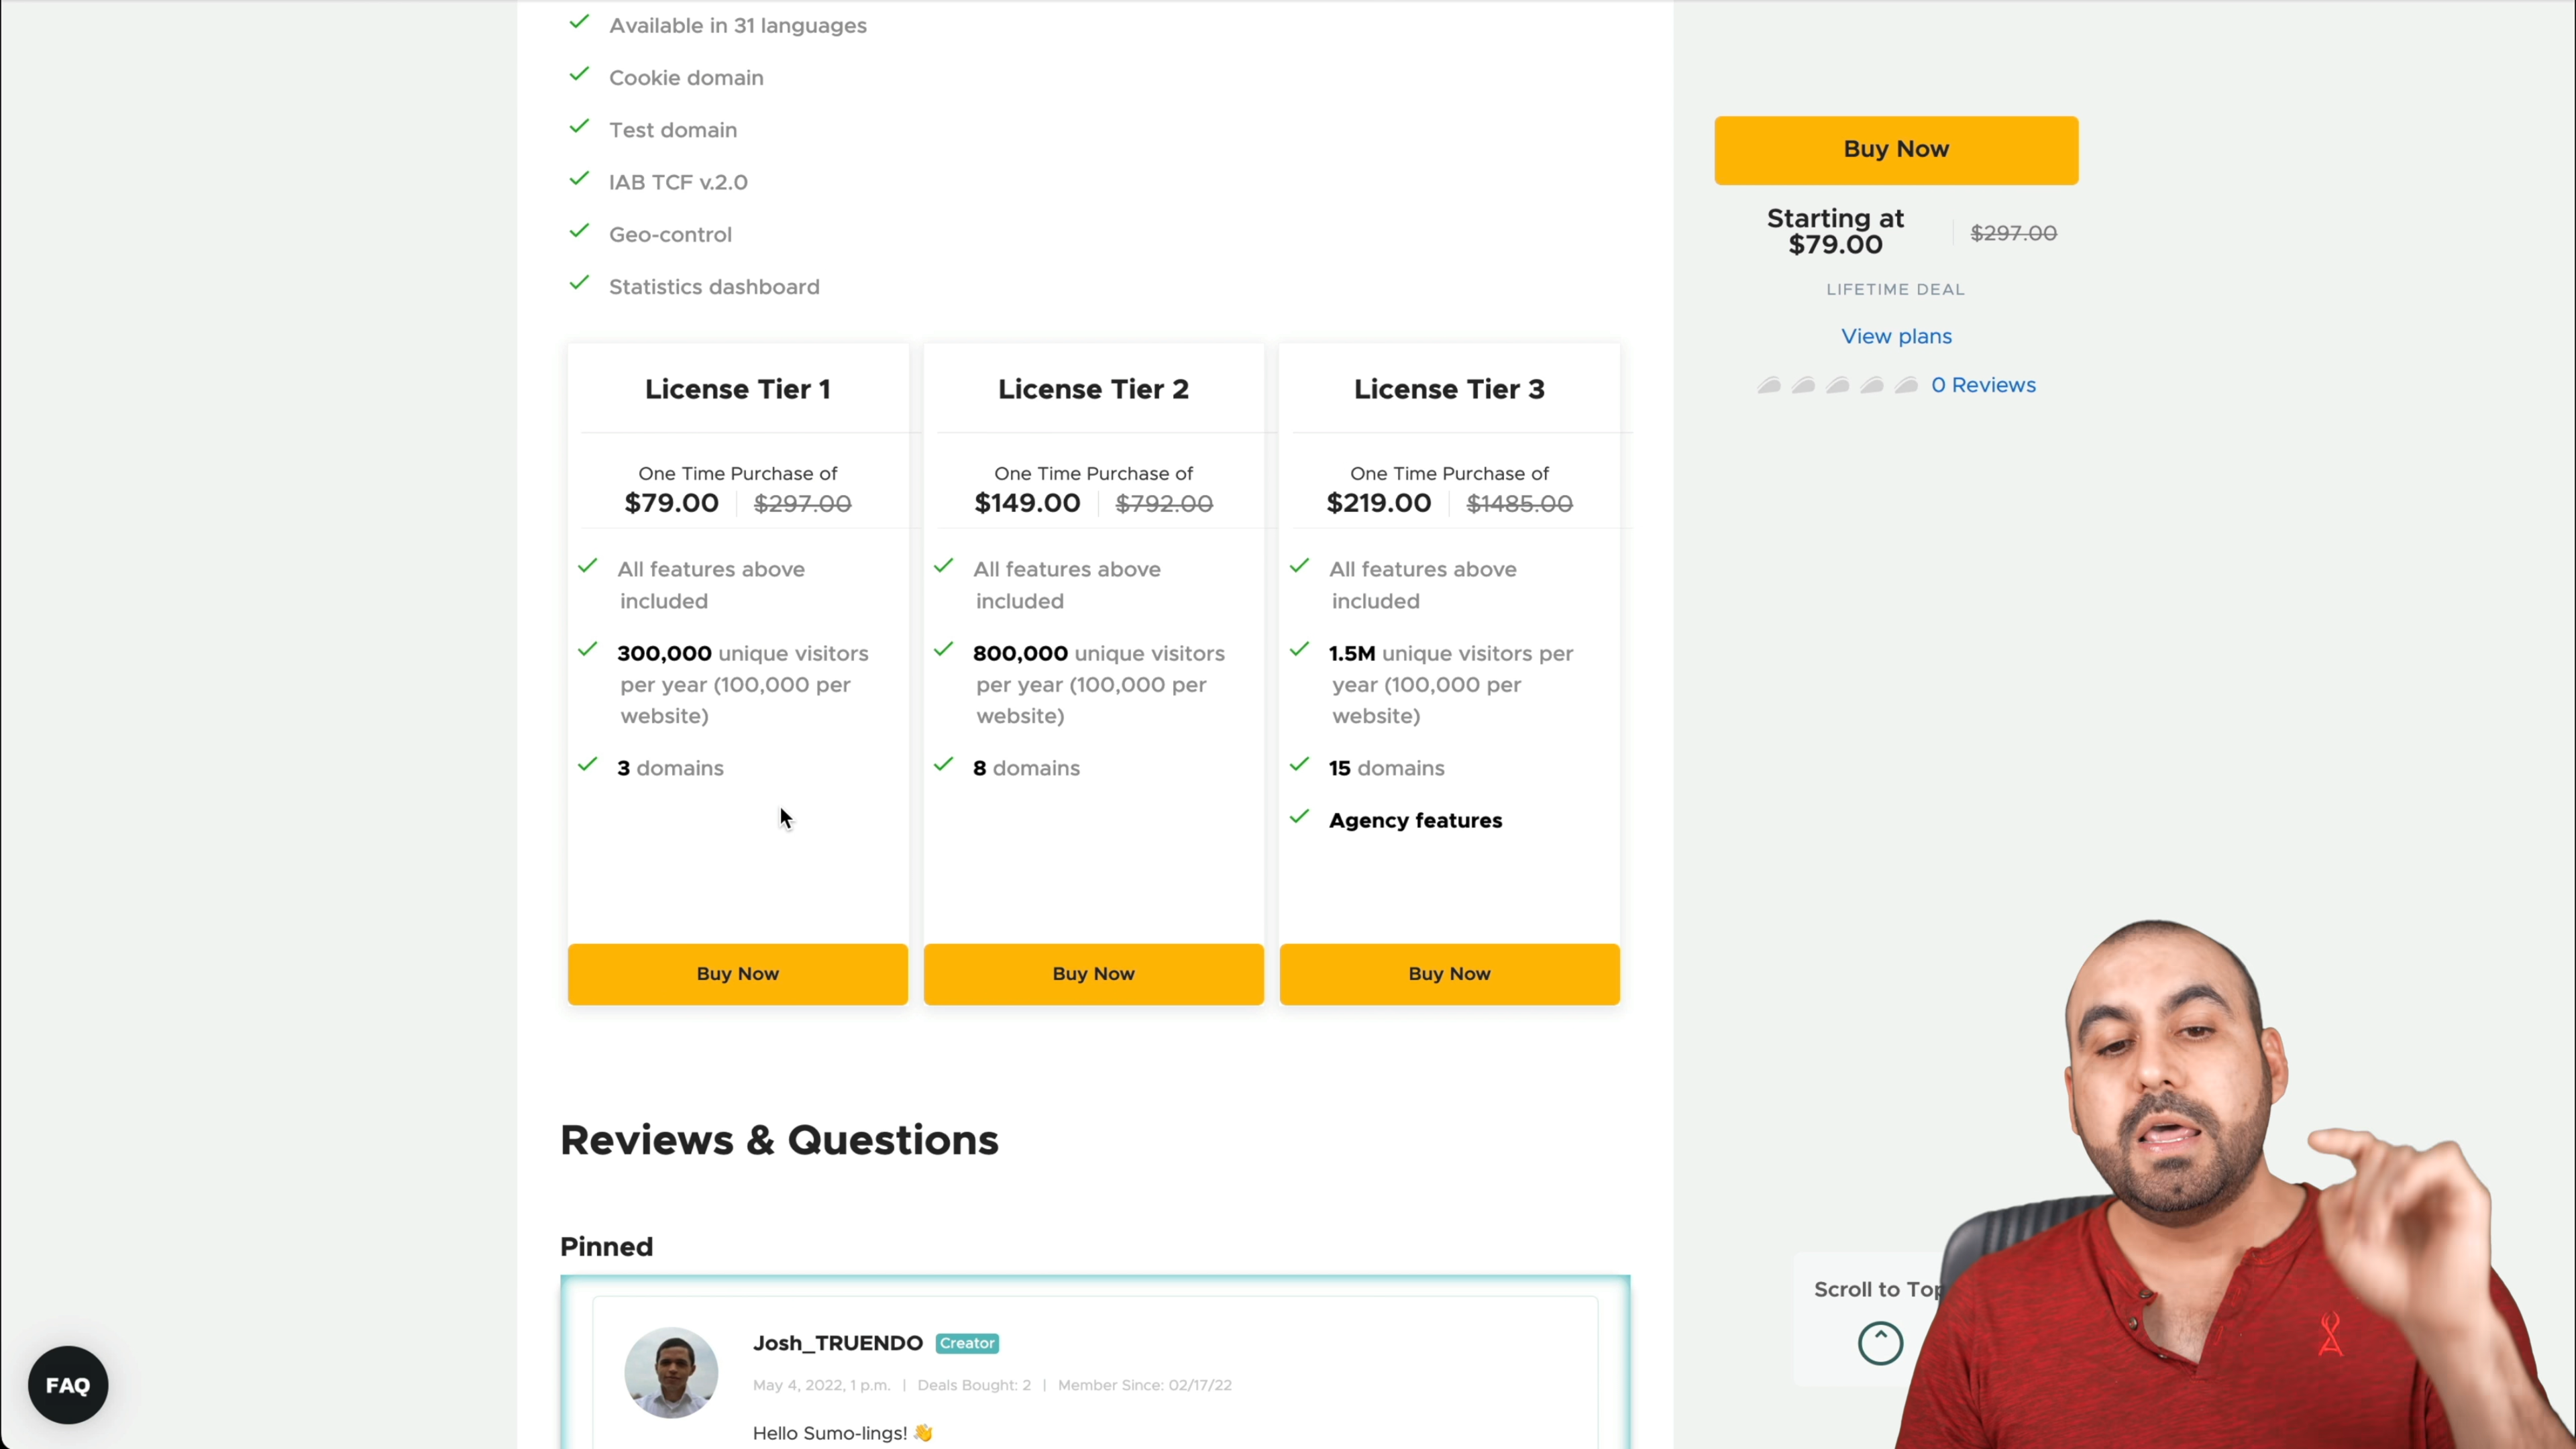 Available in 31 languages
Cookie domain
Test domain
IAB TCF v.2.0
Geo-control
Statistics dashboard
License Tier 1
One Time Purchase of
$79.00 $297.00
All features above
included
300,000 unique visitors
per year (100,000 per
website)
3 domains
Buy Now
License Tier 2
One Time Purchase of
$149.00 $792.00
All features above
included
800,000 unique visitors
per year (100,000 per
website)
8 domains
Buy Now
License Tier 3
One Time Purchase of
$219.00 $1485.00
All features above
included
1.5M unique visitors per
year (100,000 per
website)
15 domains
Agency features
Buy Now
Buy Now
Starting at
$79.00
$297.00
LIFETIME DEAL
View plans
0 Reviews
Reviews & Questions
Pinned
Josh_TRUENDO Creator
May 4, 2022, 1 p.m. | Deals Bought: 2 | Member Since: 02/17/22
Hello Sumo-lings! 👋
Scroll to Top
FAQ